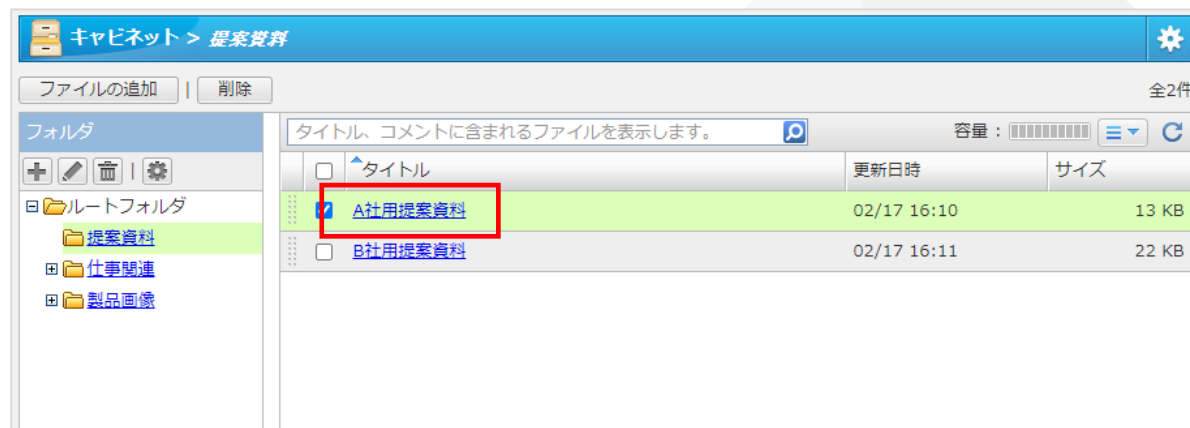 キャビネット > 提案資料
ファイルの追加 | 削除
全2件
フォルダ
タイトル、コメントに含まれるファイルを表示します。
容量：
タイトル 更新日時 サイズ
ルートフォルダ
提案資料
仕事関連
製品画像
A社用提案資料 02/17 16:10 13 KB
B社用提案資料 02/17 16:11 22 KB